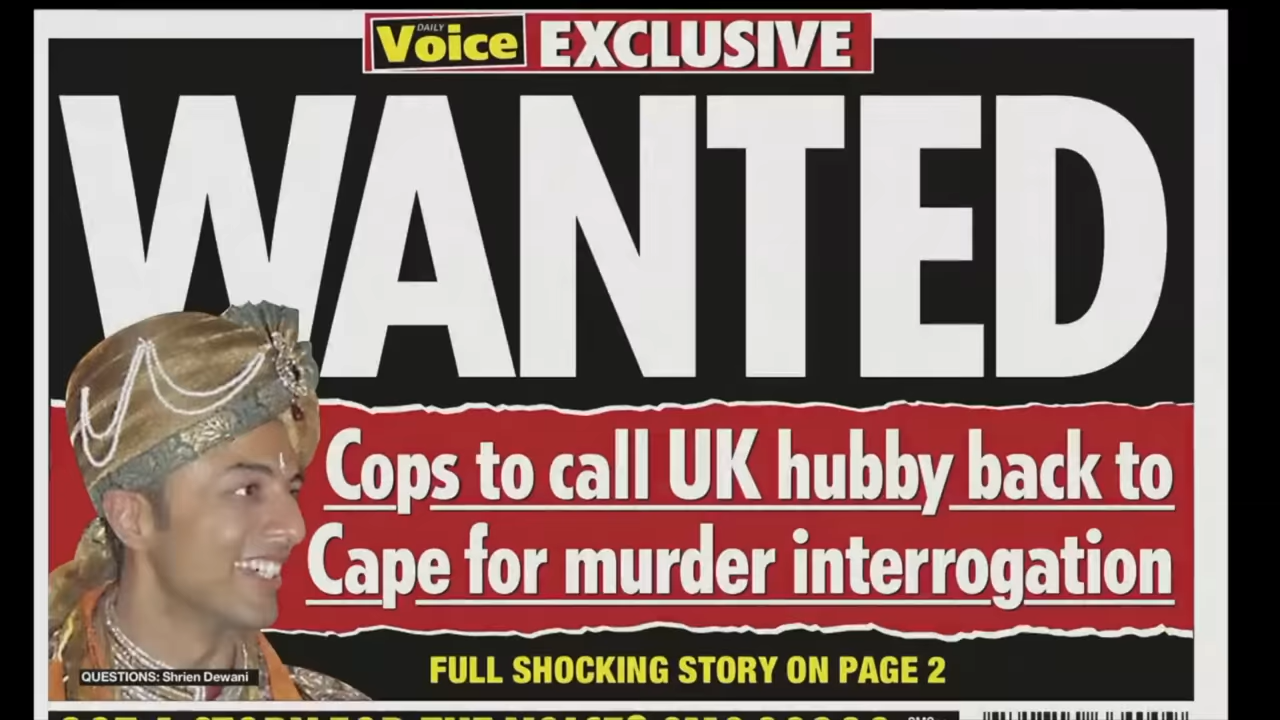 DAILY
Voice EXCLUSIVE
WANTED
Cops to call UK hubby back to
Cape for murder interrogation
QUESTIONS: Shrien Dewani
FULL SHOCKING STORY ON PAGE 2